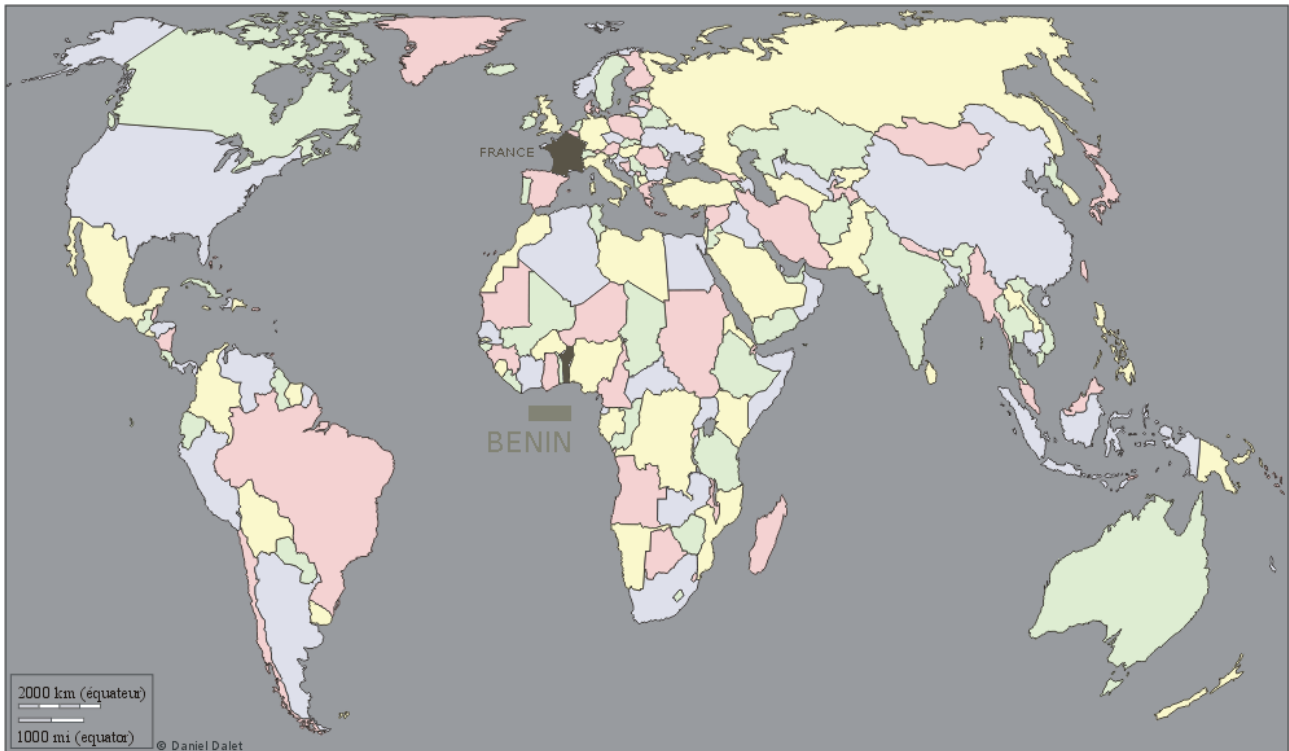 FRANCE
BENIN
2000 km (équateur)
1000 mi (equator)
© Daniel Dalet